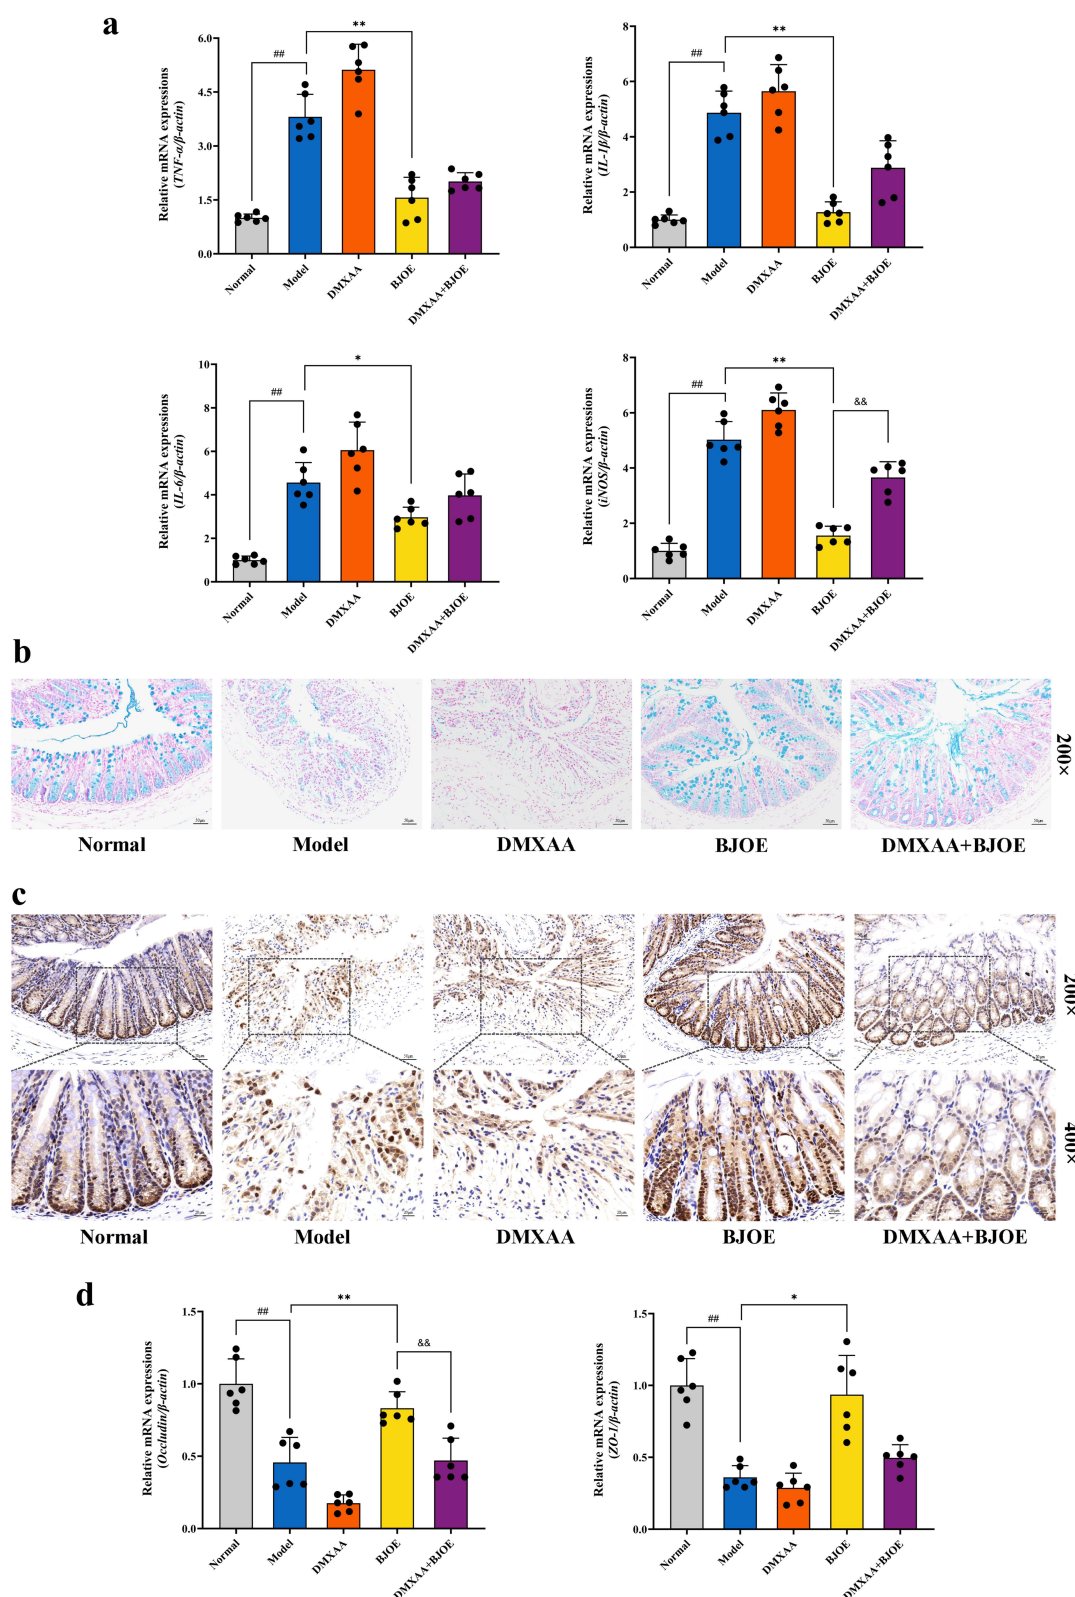 a
Relative mRNA expressions
(TNF-α/β-actin)
6.0
4.5
3.0
1.5
0.0
##
**
Normal
Model
DMXAA
BJOE
DMXAA+BJOE
Relative mRNA expressions
(IL-1β/β-actin)
8
6
4
2
0
##
**
Normal
Model
DMXAA
BJOE
DMXAA+BJOE
Relative mRNA expressions
(IL-6/β-actin)
10
8
6
4
2
0
##
*
Normal
Model
DMXAA
BJOE
DMXAA+BJOE
Relative mRNA expressions
(iNOS/β-actin)
8
6
4
2
0
##
**
&&
Normal
Model
DMXAA
BJOE
DMXAA+BJOE
b
200×
Normal
Model
DMXAA
BJOE
DMXAA+BJOE
c
200×
400×
Normal
Model
DMXAA
BJOE
DMXAA+BJOE
d
Relative mRNA expressions
(Occludin/β-actin)
1.5
1.0
0.5
0.0
##
**
&&
Normal
Model
DMXAA
BJOE
DMXAA+BJOE
Relative mRNA expressions
(ZO-1/β-actin)
1.5
1.0
0.5
0.0
##
*
Normal
Model
DMXAA
BJOE
DMXAA+BJOE